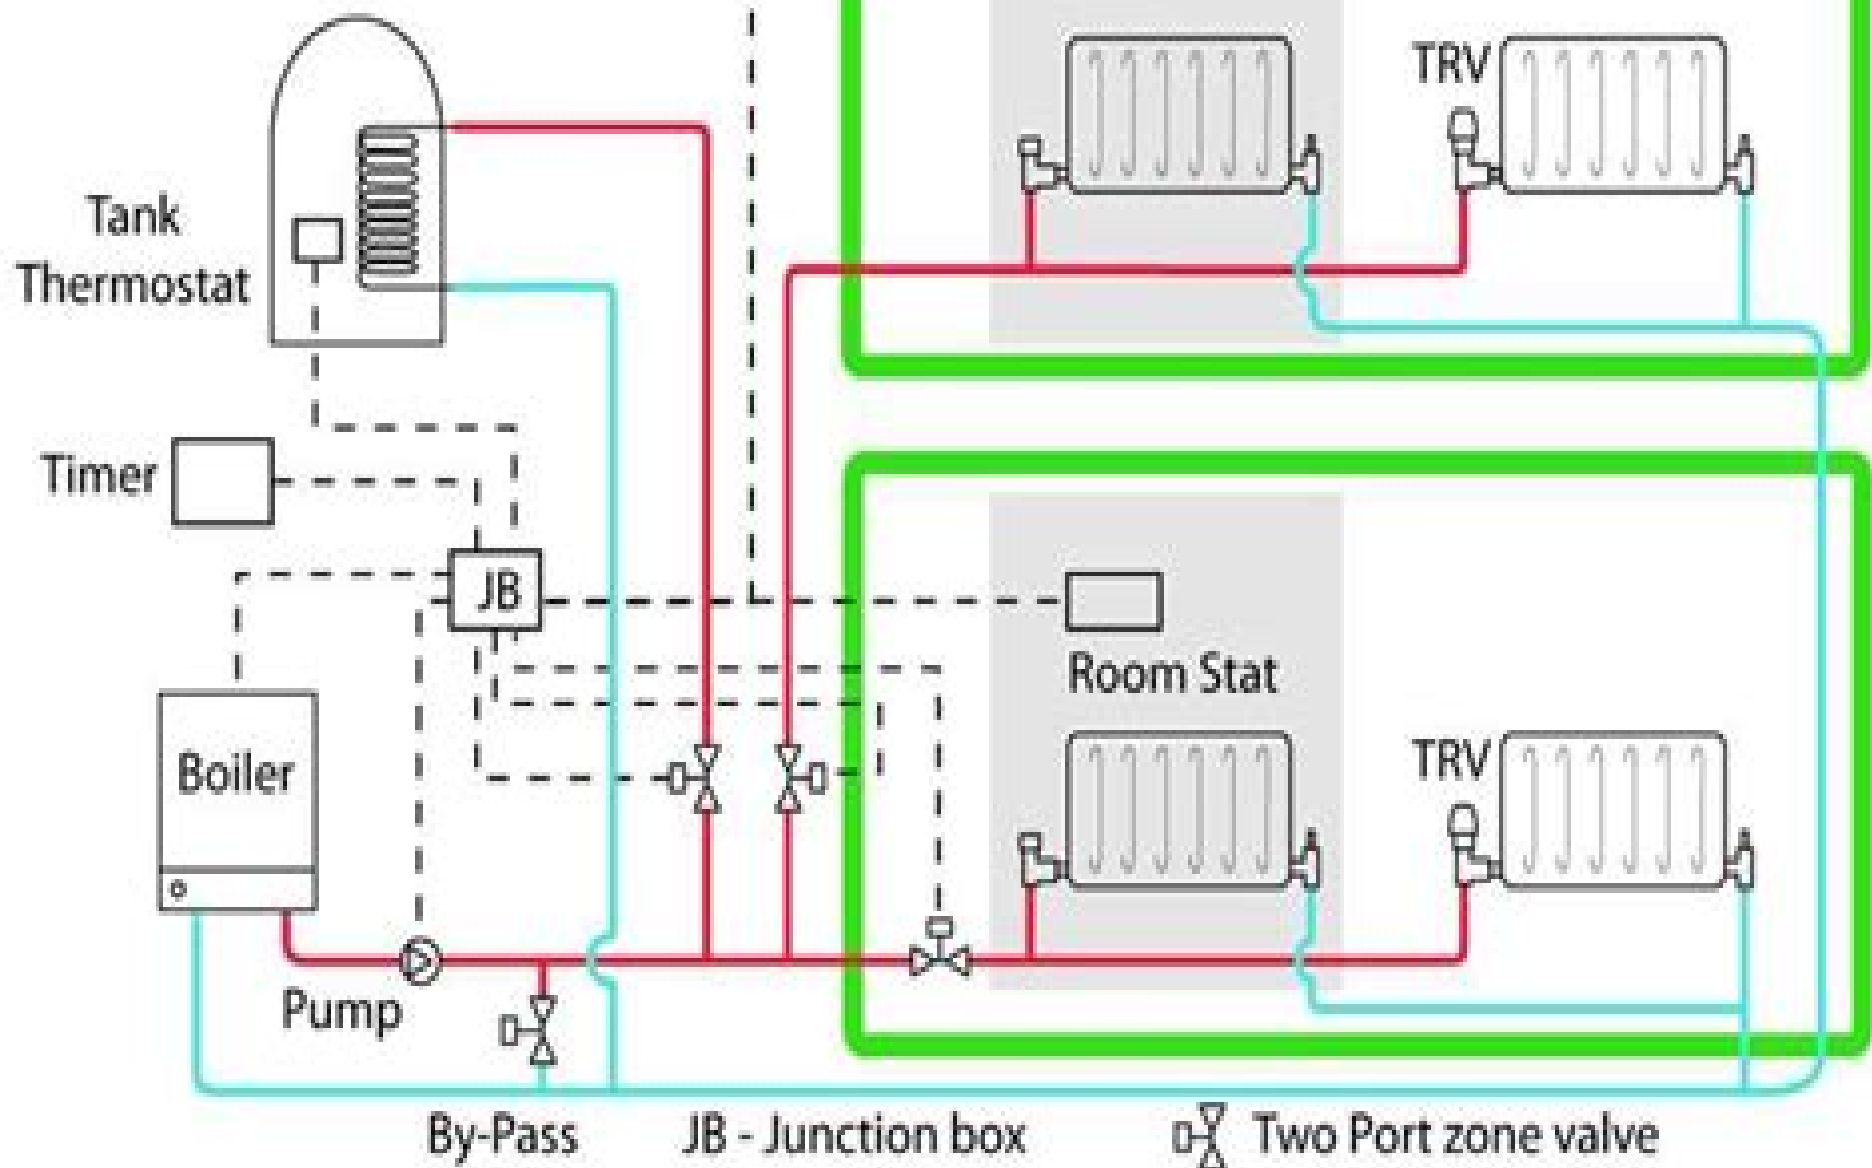 TRV
Tank
Thermostat
Timer
JB
Room Stat
TRV
Boiler
Pump
By-Pass
JB - Junction box
Two Port zone valve